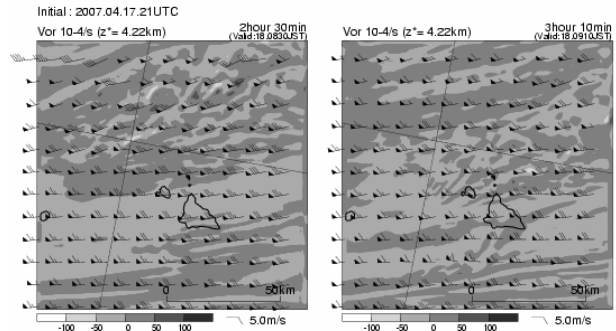 Initial : 2007.04.17.21UTC
2hour 30min
Vor 10-4/s (z*= 4.22km)
(Valid:18.0830JST)
3hour 10min
Vor 10-4/s (z*= 4.22km)
(Valid:18.0910JST)
0 50km
0 50km
-100 -50 0 50 100
5.0m/s
-100 -50 0 50 100
5.0m/s